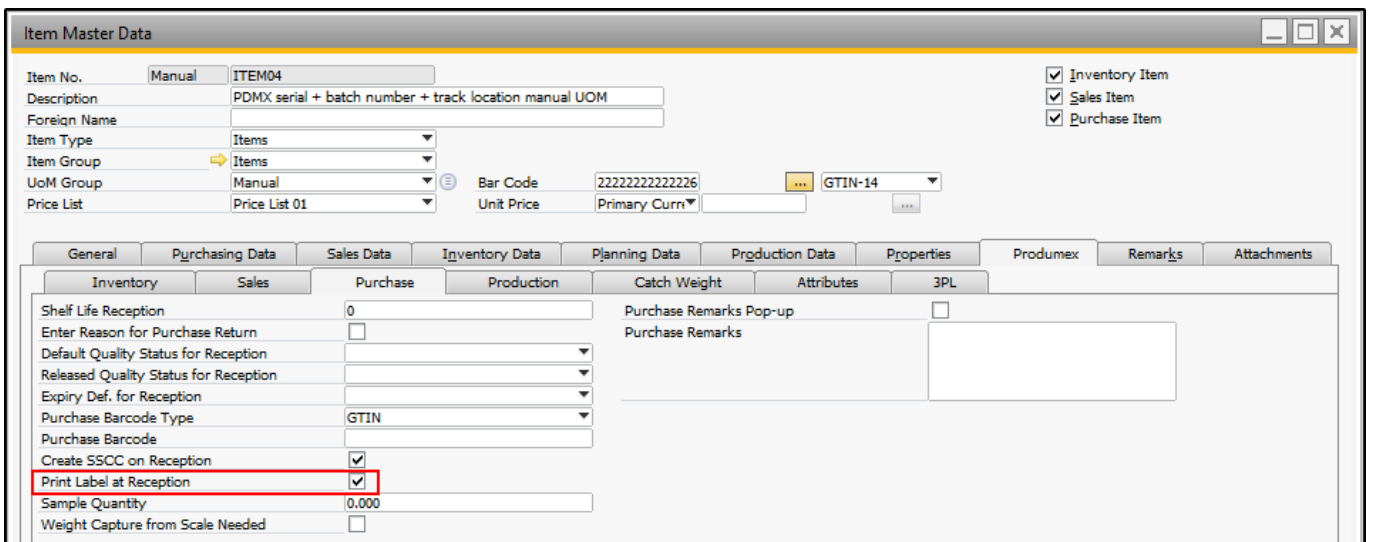 Item Master Data
Item No. Manual ITEM04 Inventory Item
Description PDMX serial + batch number + track location manual UOM Sales Item
Foreign Name Purchase Item
Item Type Items
Item Group Items
UoM Group Manual Bar Code 22222222222226 ... GTIN-14
Price List Price List 01 Unit Price Primary Curre ...
General Purchasing Data Sales Data Inventory Data Planning Data Production Data Properties Produmex Remarks Attachments
Inventory Sales Purchase Production Catch Weight Attributes 3PL
Shelf Life Reception 0 Purchase Remarks Pop-up
Enter Reason for Purchase Return Purchase Remarks
Default Quality Status for Reception
Released Quality Status for Reception
Expiry Def. for Reception
Purchase Barcode Type GTIN
Purchase Barcode
Create SSCC on Reception
Print Label at Reception
Sample Quantity 0.000
Weight Capture from Scale Needed